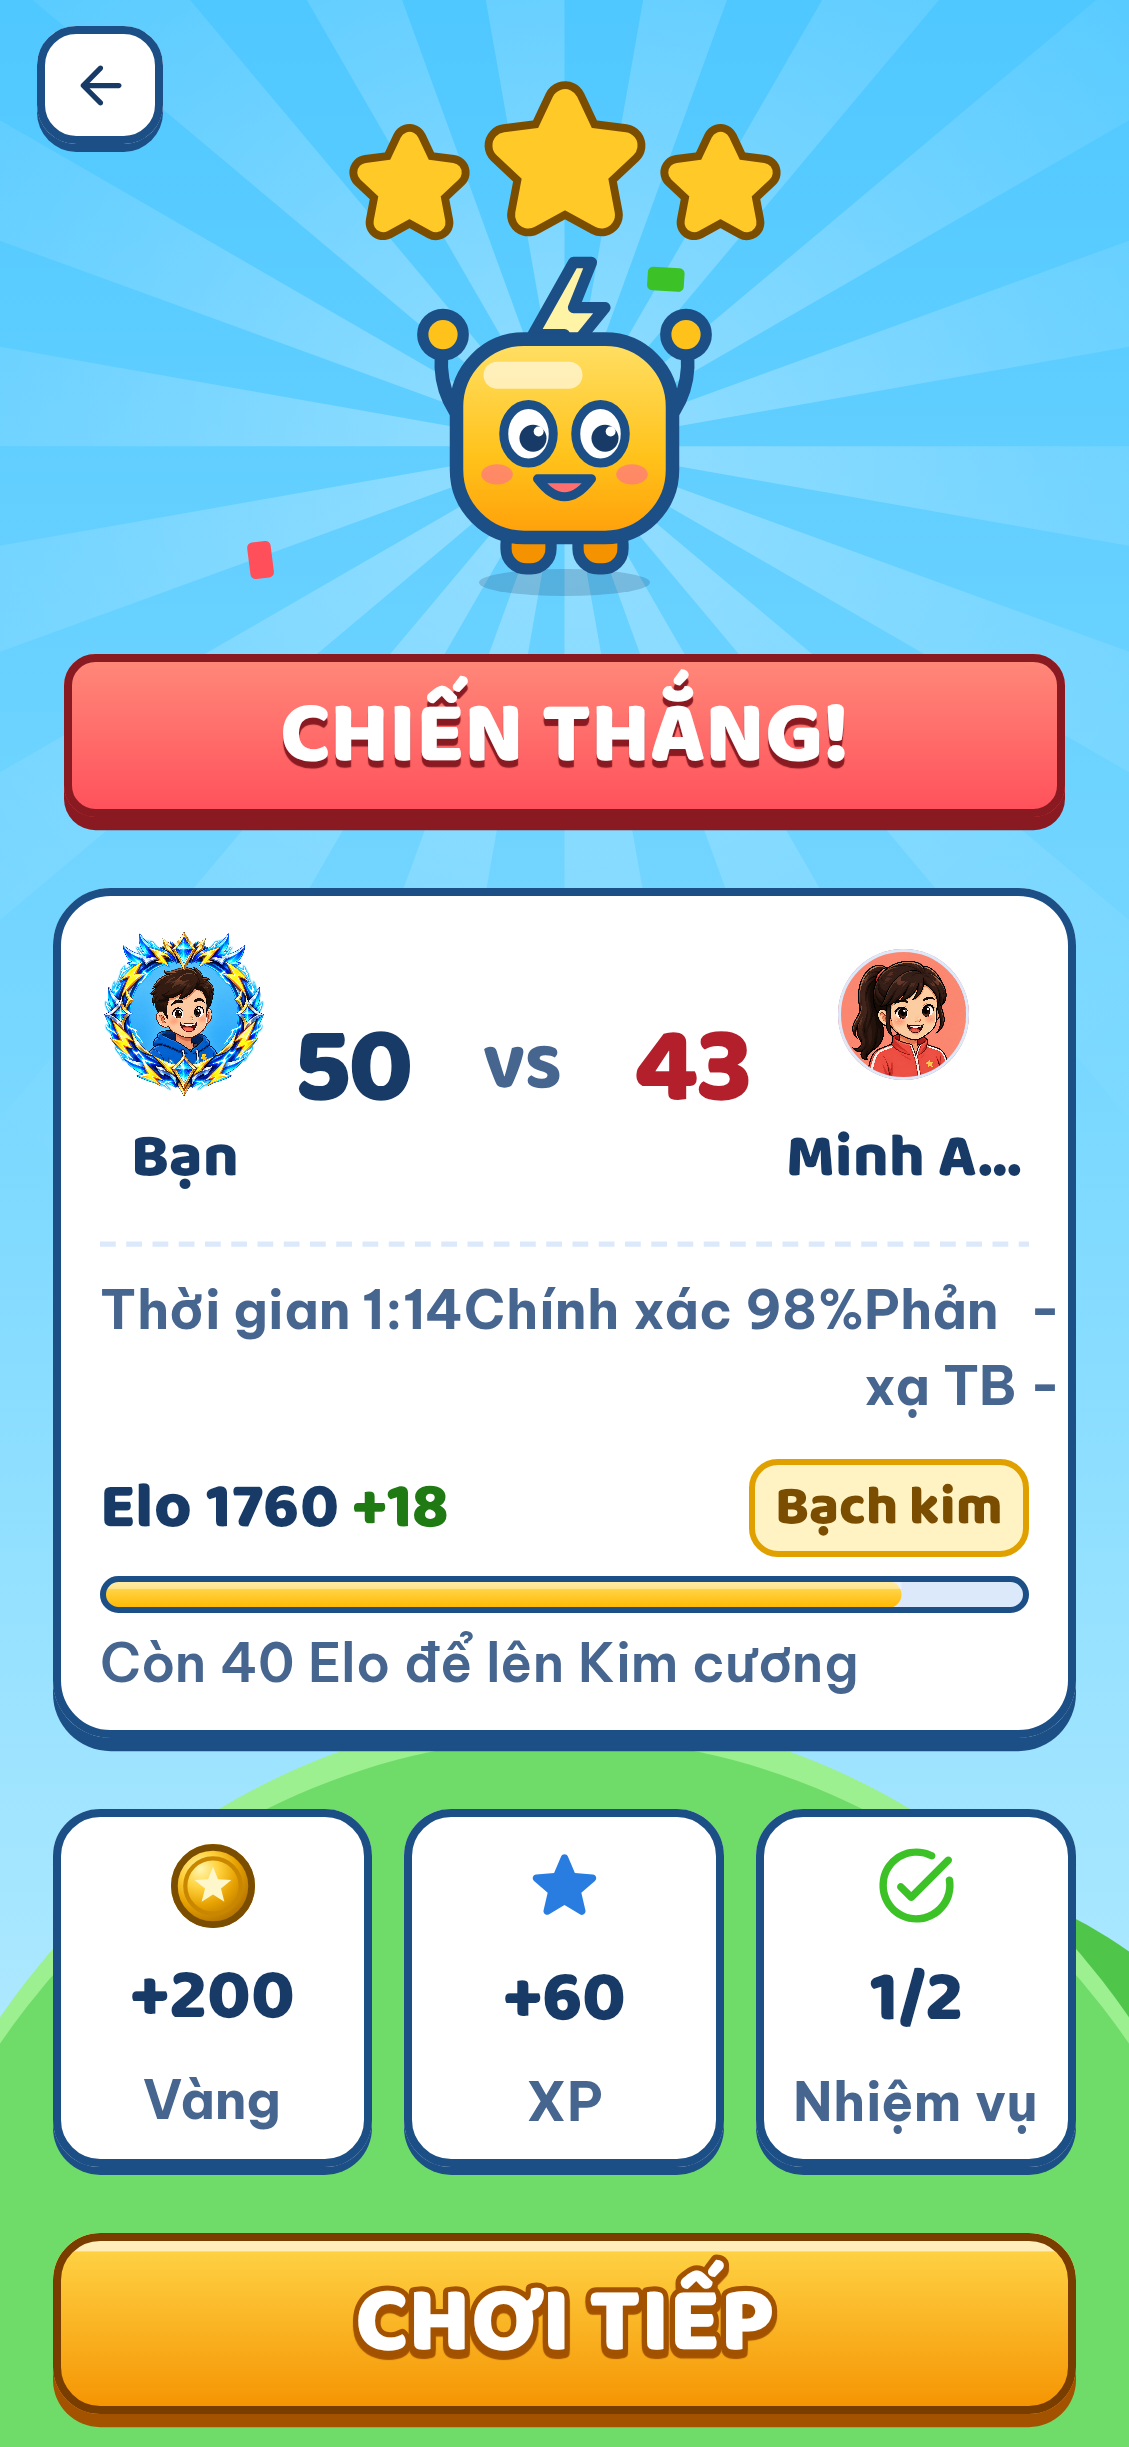 CHIẾN THẮNG!
50 VS 43
Bạn
Minh A...
Thời gian 1:14Chính xác 98%Phản -
xạ TB -
Elo 1760 +18
Bạch kim
Còn 40 Elo để lên Kim cương
+200
Vàng
+60
XP
1/2
Nhiệm vụ
CHƠI TIẾP